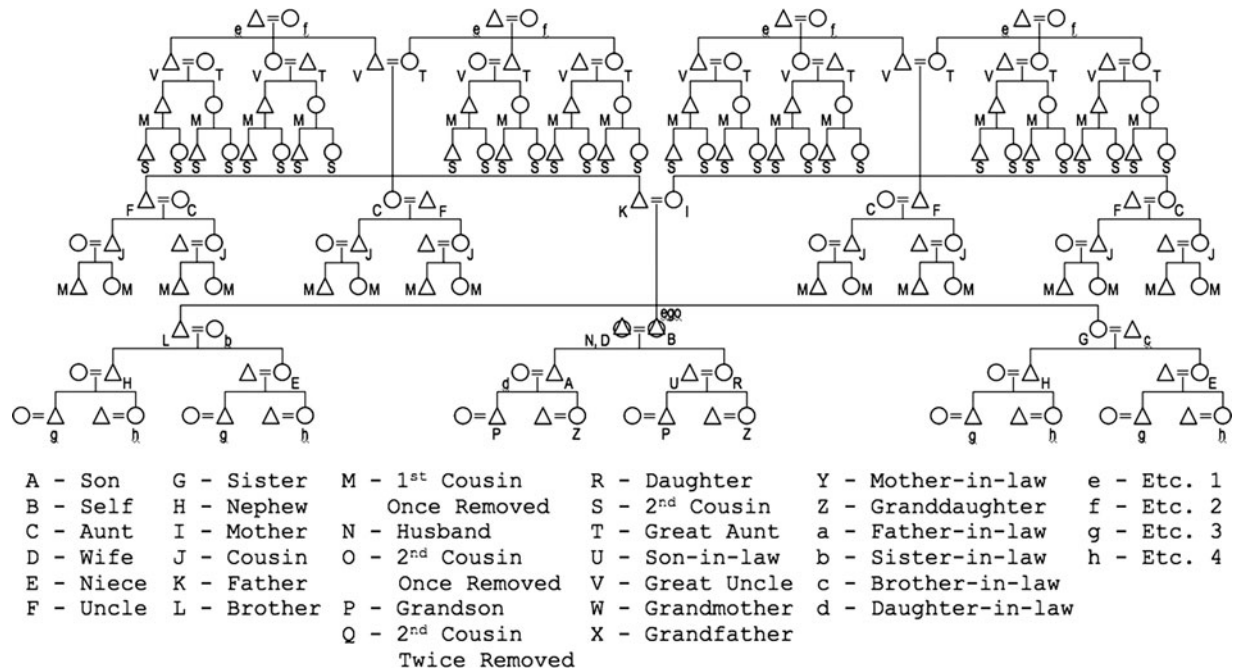 e f e f e f e f
V T V T V T V T V T V T V T V T V T V T
M M M M M M M M M M M M M M M M
S S S S S S S S S S S S S S S S S S S S S S S S S S S S S S S S
F C C F K I C F F C
J J J J J J J J
M M M M M M M M M M M M M M M M
ego
L b N, D B G c
H E d A U R H E
g h g h P Z P Z g h g h
A - Son
B - Self
C - Aunt
D - Wife
E - Niece
F - Uncle
G - Sister
H - Nephew
I - Mother
J - Cousin
K - Father
L - Brother
M - 1st Cousin
Once Removed
N - Husband
O - 2nd Cousin
Once Removed
P - Grandson
Q - 2nd Cousin
Twice Removed
R - Daughter
S - 2nd Cousin
T - Great Aunt
U - Son-in-law
V - Great Uncle
W - Grandmother
X - Grandfather
Y - Mother-in-law
Z - Granddaughter
a - Father-in-law
b - Sister-in-law
c - Brother-in-law
d - Daughter-in-law
e - Etc. 1
f - Etc. 2
g - Etc. 3
h - Etc. 4